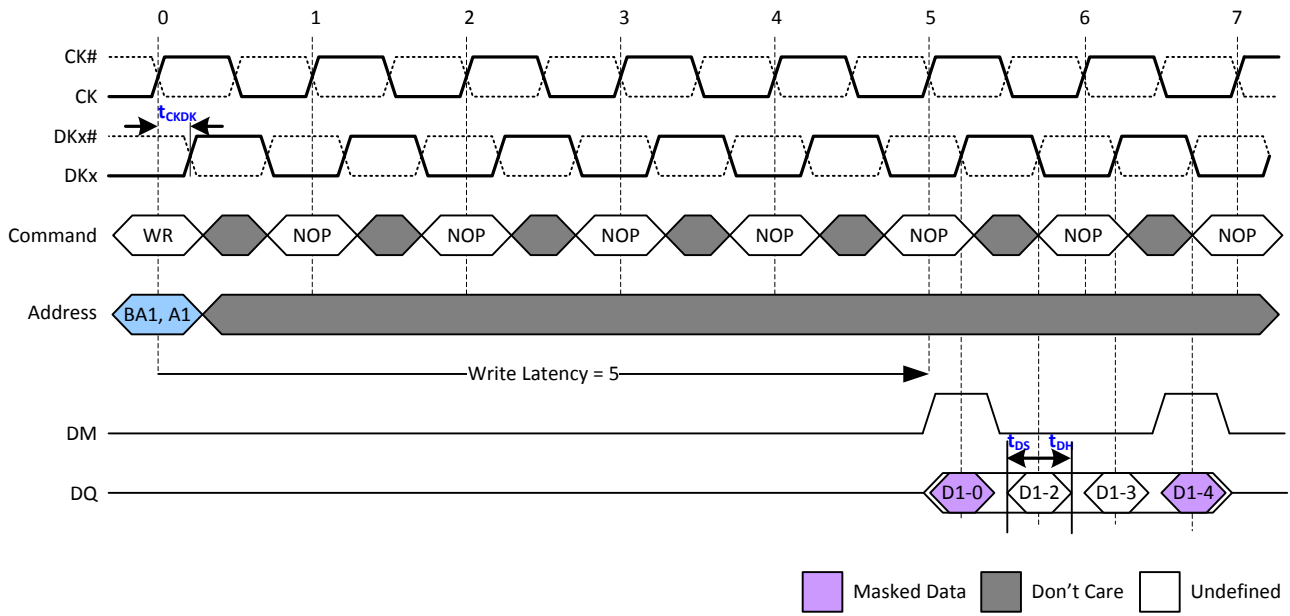 0 1 2 3 4 5 6 7
CK#
CK
tCKDK
DKx#
DKx
Command WR NOP NOP NOP NOP NOP NOP NOP
Address BA1, A1
Write Latency = 5
DM
tDS tDH
DQ D1-0 D1-2 D1-3 D1-4
Masked Data Don't Care Undefined